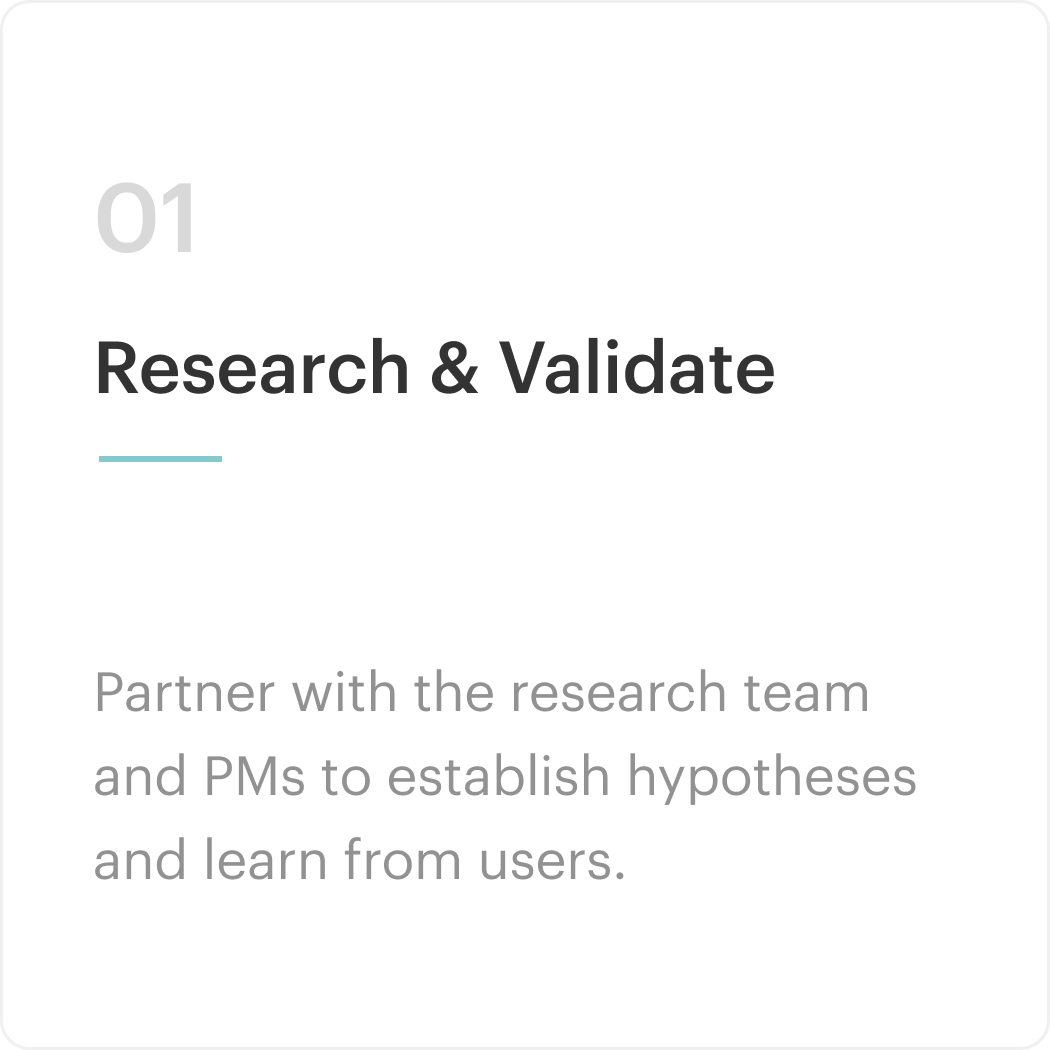 01
Research & Validate
Partner with the research team
and PMs to establish hypotheses
and learn from users.